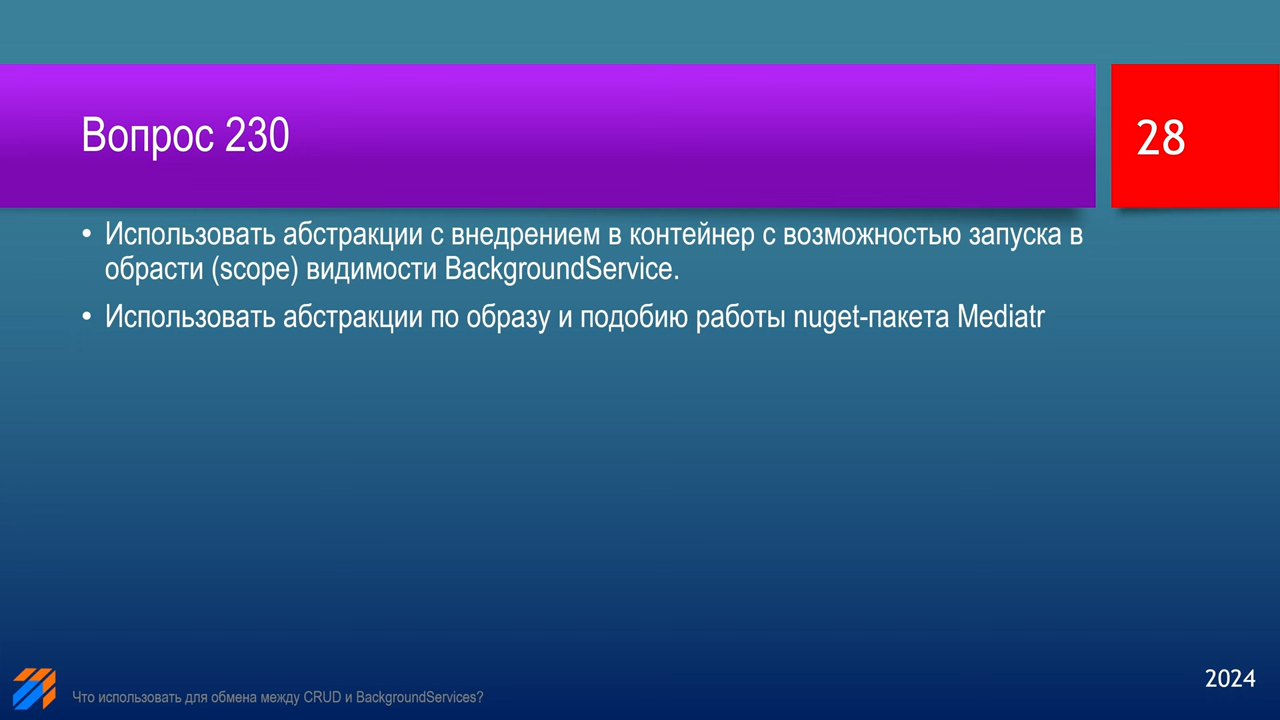 Вопрос 230
28
• Использовать абстракции с внедрением в контейнер с возможностью запуска в
обрасти (scope) видимости BackgroundService.
• Использовать абстракции по образу и подобию работы nuget-пакета Mediatr
Что использовать для обмена между CRUD и BackgroundServices?
2024